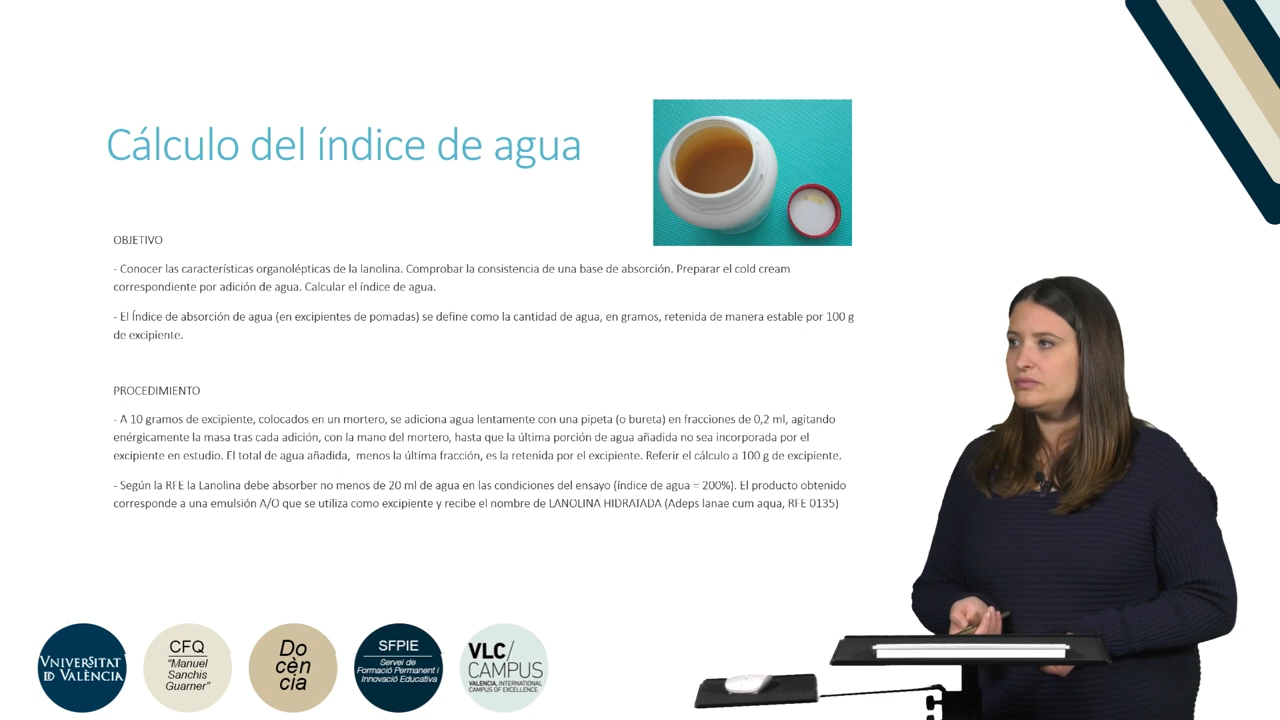 Cálculo del índice de agua
OBJETIVO
- Conocer las características organolépticas de la lanolina. Comprobar la consistencia de una base de absorción. Preparar el cold cream
correspondiente por adición de agua. Calcular el índice de agua.
- El Índice de absorción de agua (en excipientes de pomadas) se define como la cantidad de agua, en gramos, retenida de manera estable por 100 g
de excipiente.
PROCEDIMIENTO
- A 10 gramos de excipiente, colocados en un mortero, se adiciona agua lentamente con una pipeta (o bureta) en fracciones de 0,2 ml, agitando
enérgicamente la masa tras cada adición, con la mano del mortero, hasta que la última porción de agua añadida no sea incorporada por el
excipiente en estudio. El total de agua añadida, menos la última fracción, es la retenida por el excipiente. Referir el cálculo a 100 g de excipiente.
- Según la RFE la Lanolina debe absorber no menos de 20 ml de agua en las condiciones del ensayo (índice de agua = 200%). El producto obtenido
corresponde a una emulsión A/O que se utiliza como excipiente y recibe el nombre de LANOLINA HIDRATADA (Adeps lanae cum aqua, RFE 0135)
VNIVERSITAT
ID VALÈNCIA
CFQ
"Manuel
Sanchis
Guarner"
Do
cèn
cia
SFPIE
Servei de
Formació Permanent i
Innovació Educativa
VLC/
CAMPUS
VALENCIA, INTERNATIONAL
CAMPUS OF EXCELLENCE